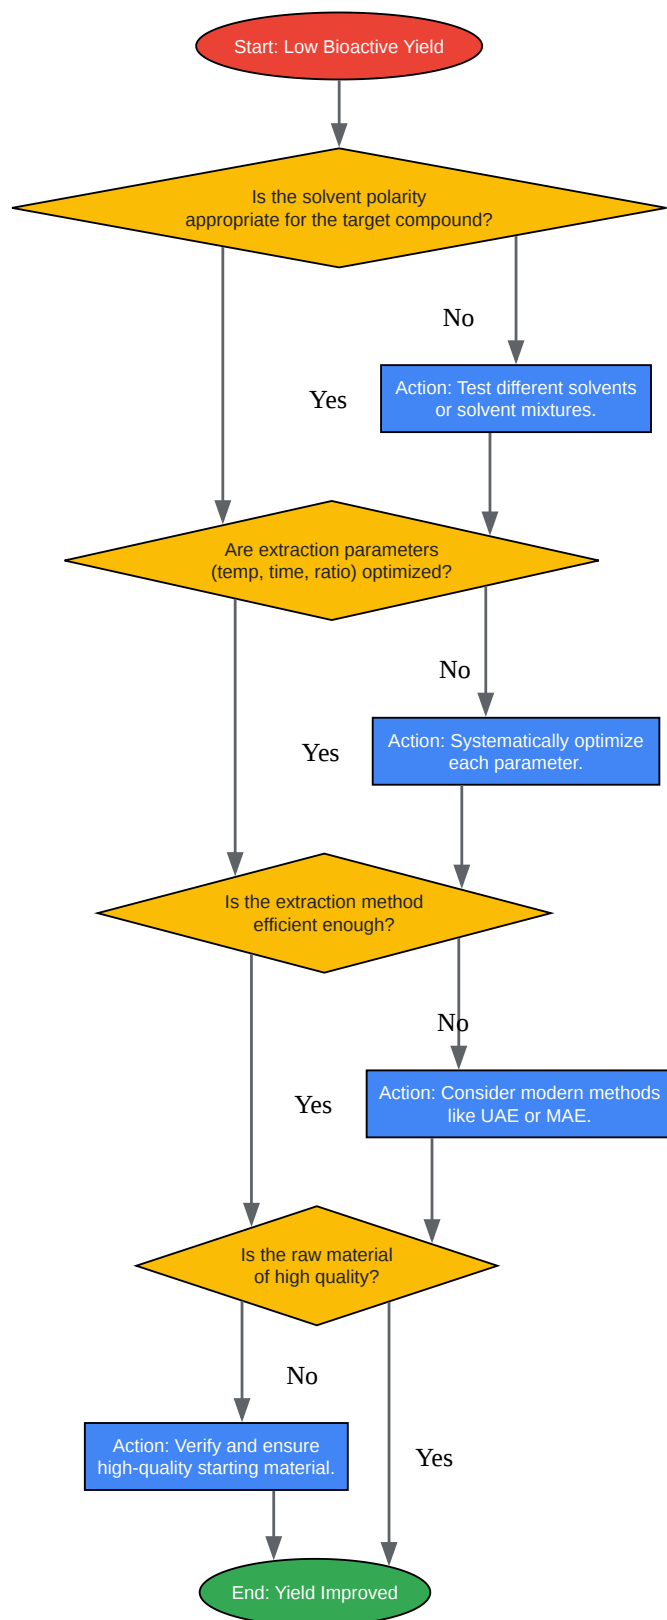 Start: Low Bioactive Yield
Is the solvent polarity
appropriate for the target compound?
No
Yes
Action: Test different solvents
or solvent mixtures.
Are extraction parameters
(temp, time, ratio) optimized?
No
Yes
Action: Systematically optimize
each parameter.
Is the extraction method
efficient enough?
No
Yes
Action: Consider modern methods
like UAE or MAE.
Is the raw material
of high quality?
No
Action: Verify and ensure
high-quality starting material.
Yes
End: Yield Improved